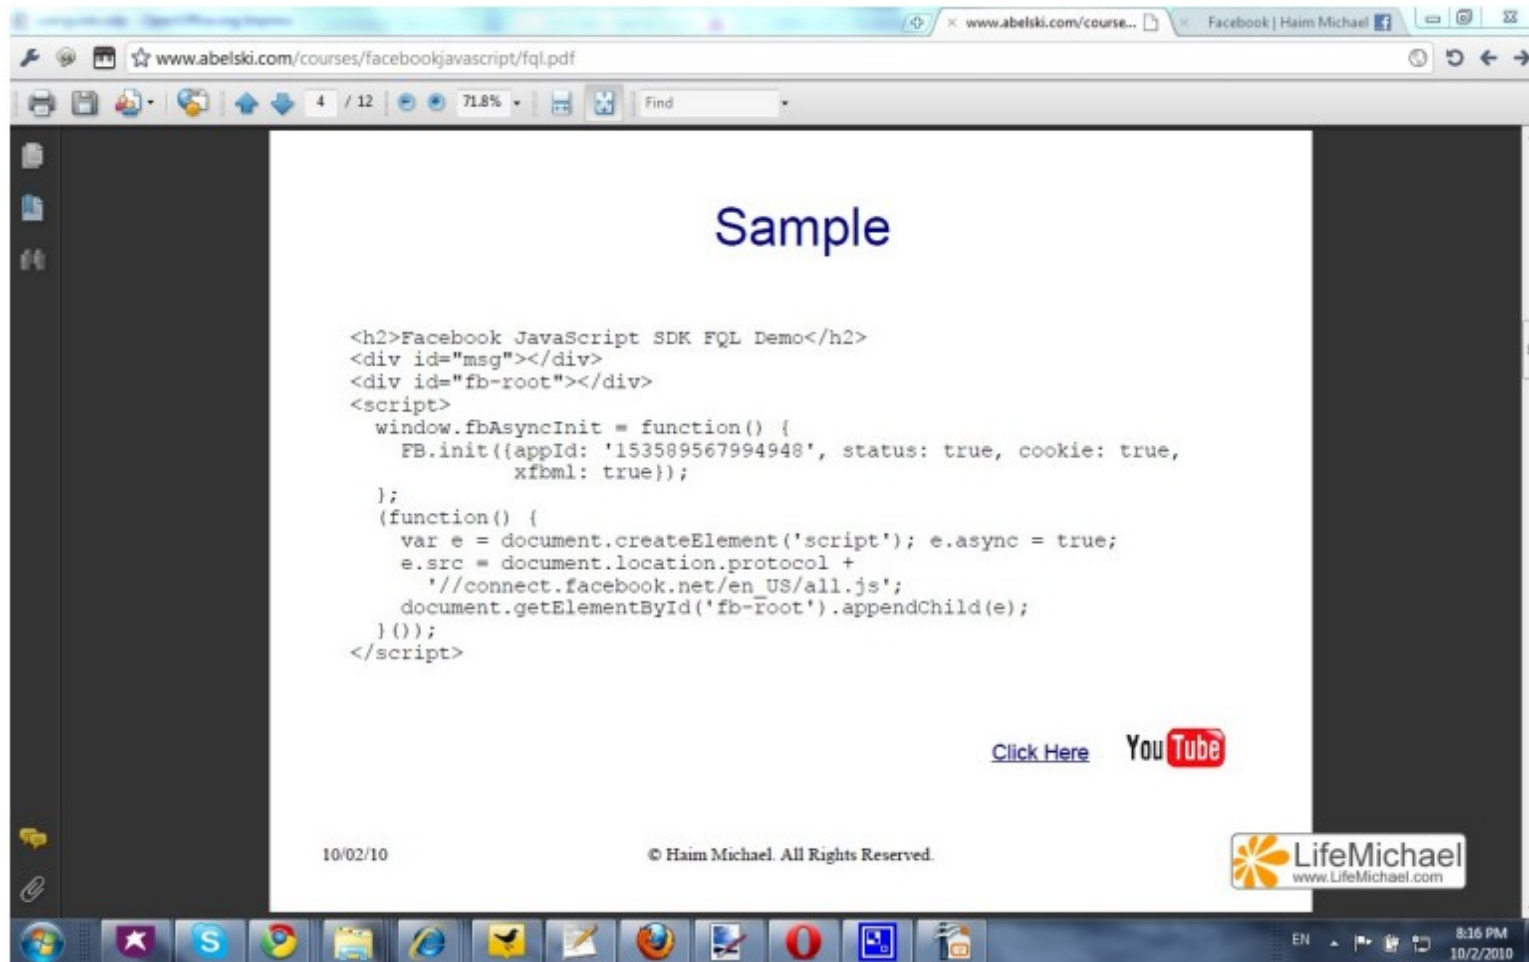 www.abelski.com/course...
Facebook | Haim Michael
www.abelski.com/courses/facebookjavascript/fql.pdf
4 / 12
71.8%
Find
Sample
<h2>Facebook JavaScript SDK FQL Demo</h2>
<div id="msg"></div>
<div id="fb-root"></div>
<script>
window.fbAsyncInit = function() {
FB.init({appId: '153589567994948', status: true, cookie: true,
xfbml: true});
};
(function() {
var e = document.createElement('script'); e.async = true;
e.src = document.location.protocol +
'//connect.facebook.net/en_US/all.js';
document.getElementById('fb-root').appendChild(e);
}());
</script>
Click Here
YouTube
10/02/10
© Haim Michael. All Rights Reserved.
LifeMichael
www.LifeMichael.com
EN
8:16 PM
10/2/2010